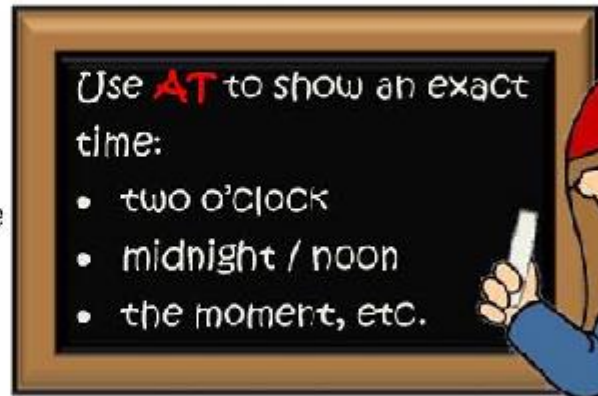 Use AT to show an exact
time:
• two o'clock
• midnight / noon
• the moment, etc.